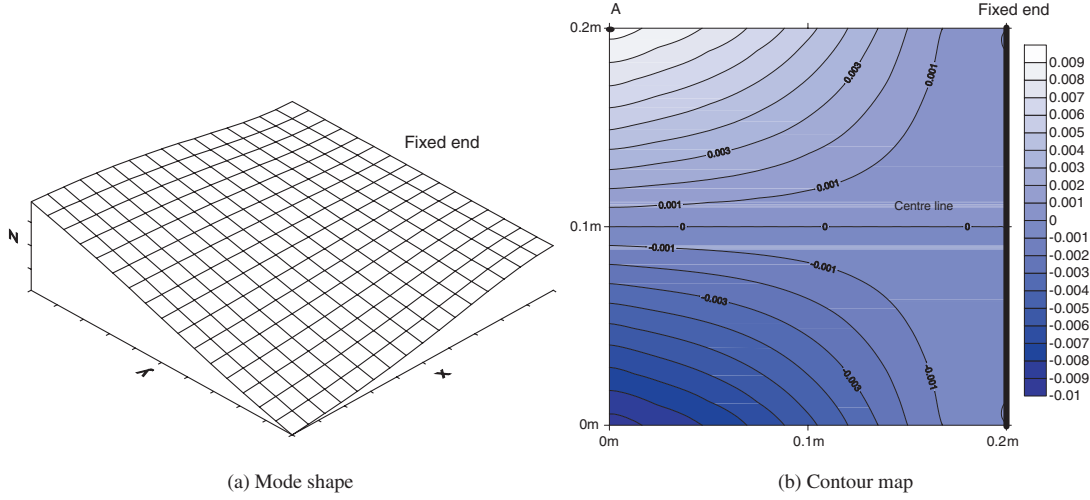 Fixed end
z
y
x
(a) Mode shape
A
Fixed end
0.2m
0.1m
0m
0m
0.1m
0.2m
0.003
0.001
0.003
0.001
0.001
Centre line
0
0
0
-0.001
-0.001
-0.003
-0.003
-0.001
0.009
0.008
0.007
0.006
0.005
0.004
0.003
0.002
0.001
0
-0.001
-0.002
-0.003
-0.004
-0.005
-0.006
-0.007
-0.008
-0.009
-0.01
(b) Contour map